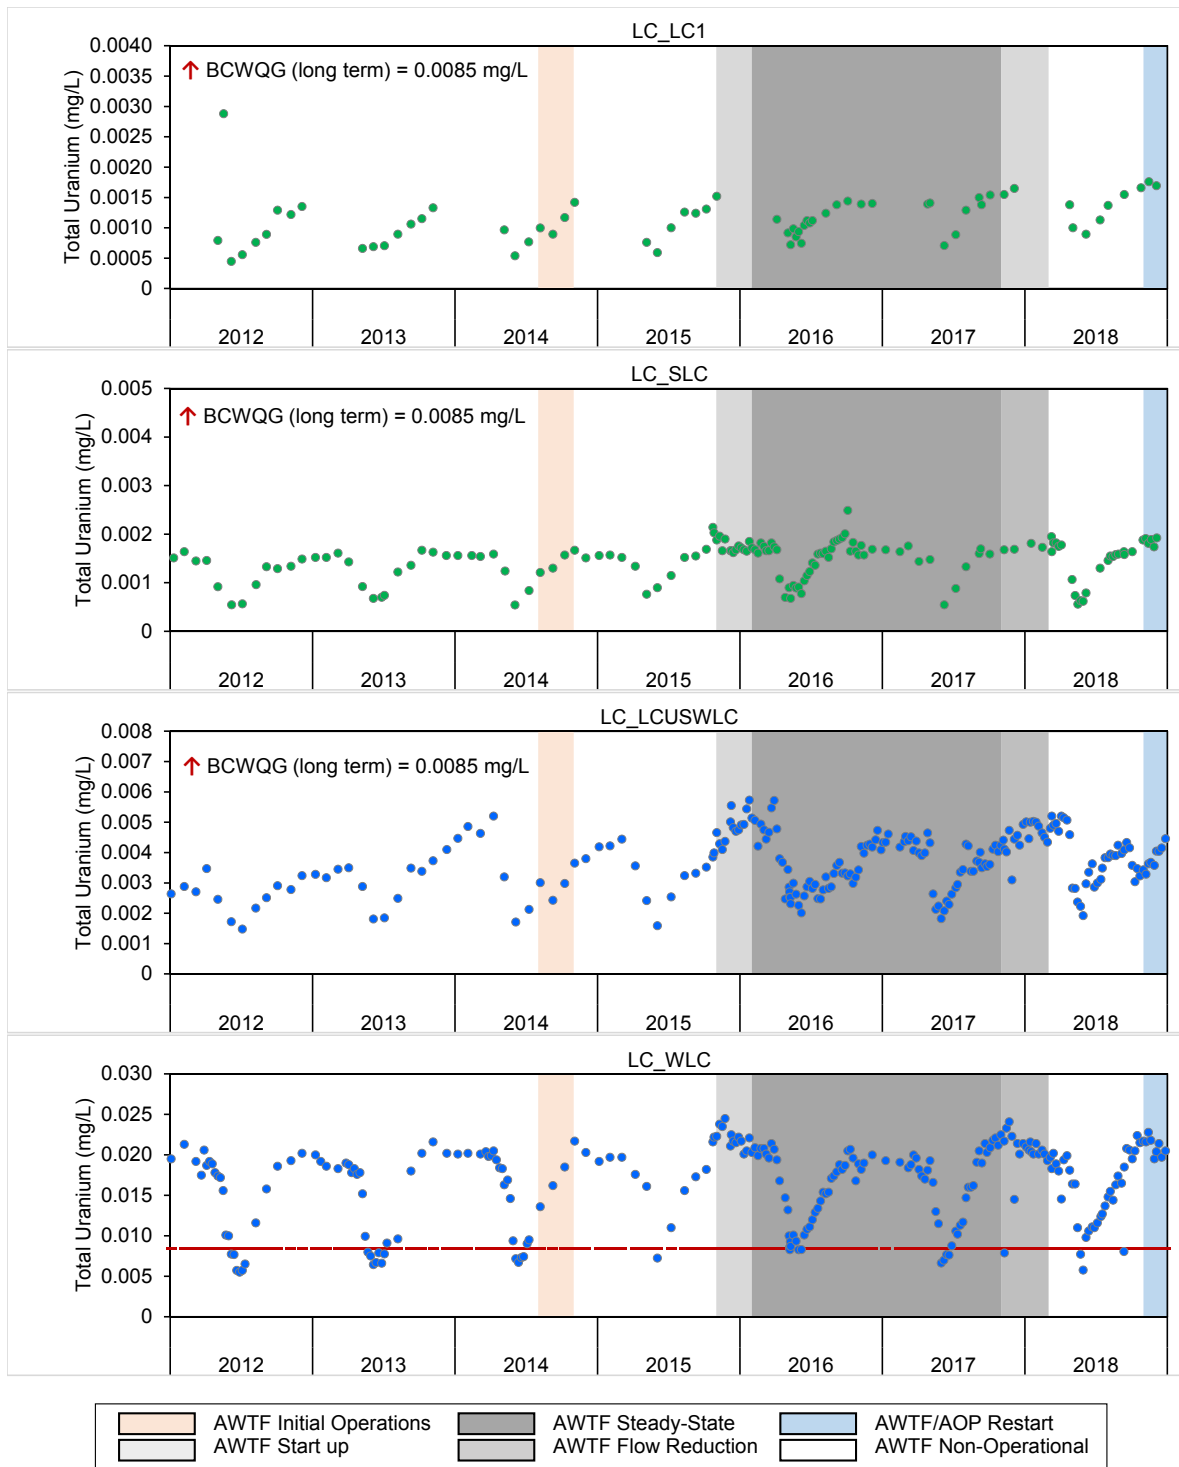 LC_LC1
Total Uranium (mg/L)
0.0040
0.0035
0.0030
0.0025
0.0020
0.0015
0.0010
0.0005
0
↑ BCWQG (long term) = 0.0085 mg/L
2012 2013 2014 2015 2016 2017 2018
LC_SLC
Total Uranium (mg/L)
0.005
0.004
0.003
0.002
0.001
0
↑ BCWQG (long term) = 0.0085 mg/L
2012 2013 2014 2015 2016 2017 2018
LC_LCUSWLC
Total Uranium (mg/L)
0.008
0.007
0.006
0.005
0.004
0.003
0.002
0.001
0
↑ BCWQG (long term) = 0.0085 mg/L
2012 2013 2014 2015 2016 2017 2018
LC_WLC
Total Uranium (mg/L)
0.030
0.025
0.020
0.015
0.010
0.005
0
2012 2013 2014 2015 2016 2017 2018
AWTF Initial Operations AWTF Steady-State AWTF/AOP Restart
AWTF Start up AWTF Flow Reduction AWTF Non-Operational